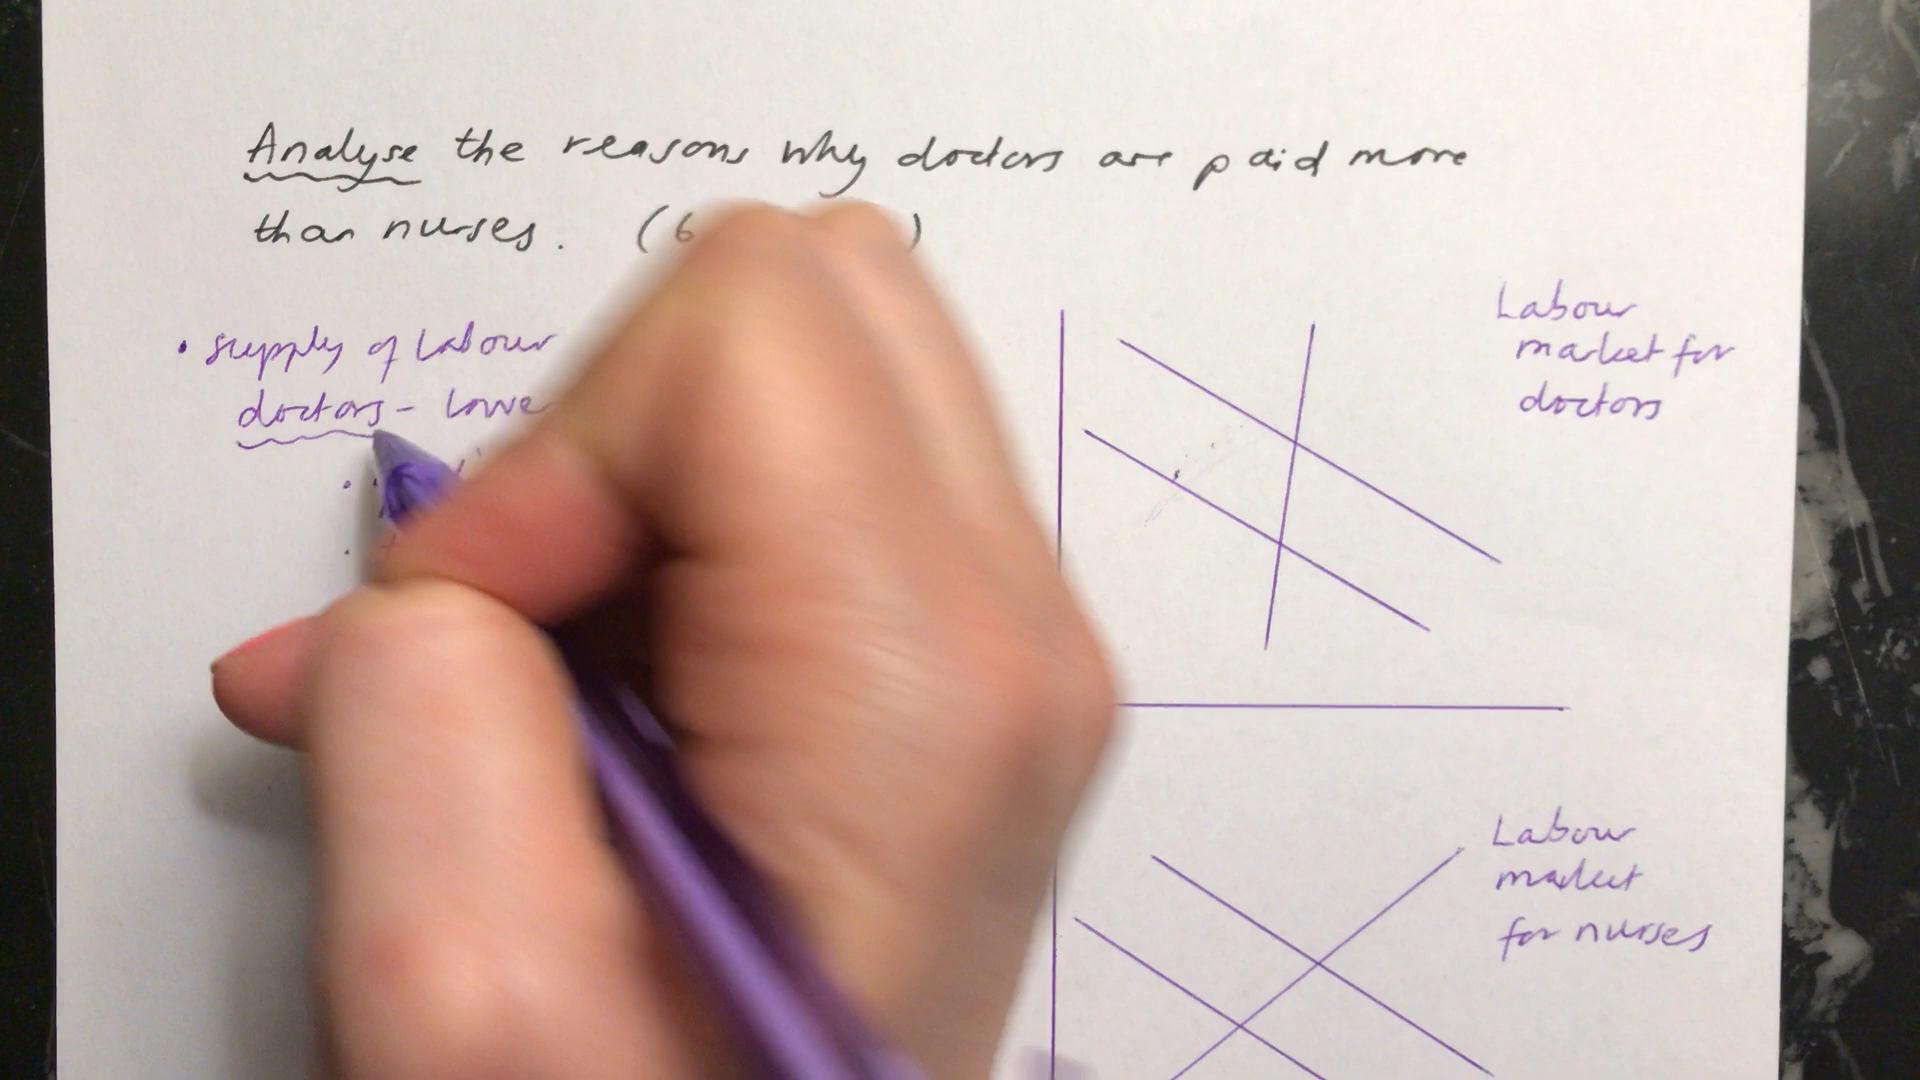 Analyse the reasons why doctors are paid more
than nurses. (6 )
• supply of Labour
doctors - lowe
Labour
market for
doctors
Labour
market
for nurses